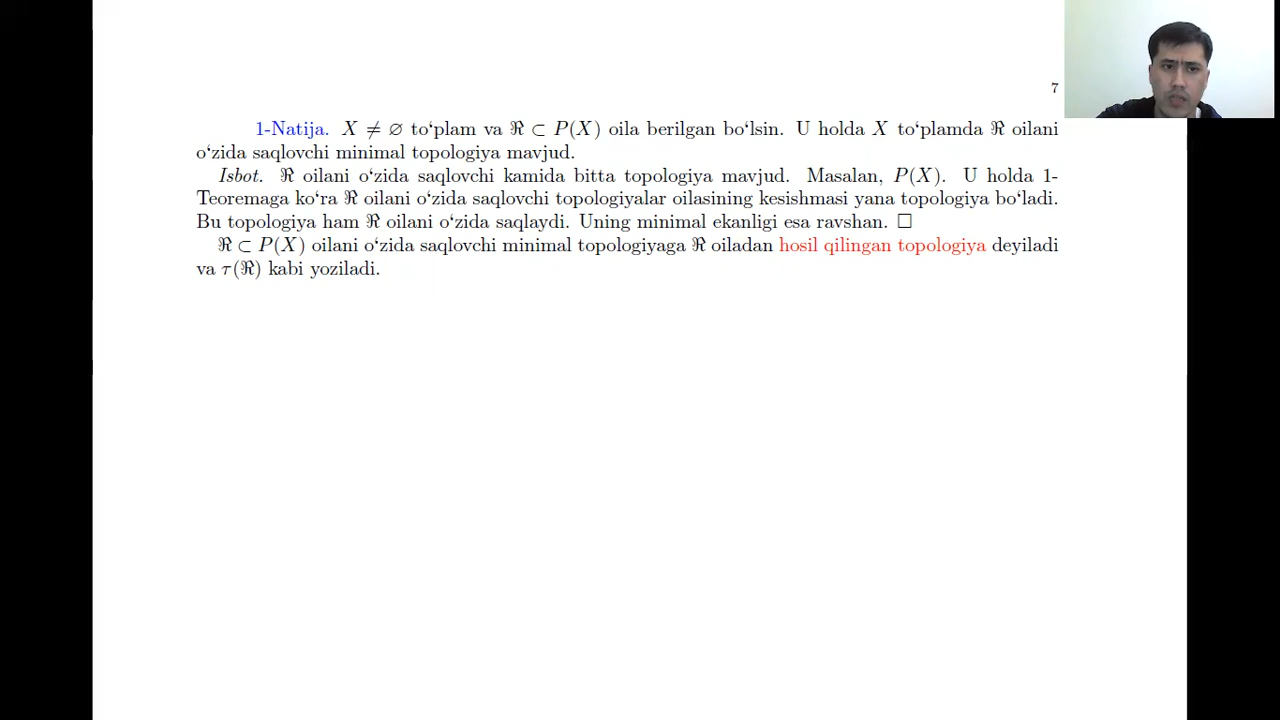 7
1-Natija. X ≠ ∅ to‘plam va ℜ ⊂ P(X) oila berilgan bo‘lsin. U holda X to‘plamda ℜ oilani
o‘zida saqlovchi minimal topologiya mavjud.
Isbot. ℜ oilani o‘zida saqlovchi kamida bitta topologiya mavjud. Masalan, P(X). U holda 1-
Teoremaga ko‘ra ℜ oilani o‘zida saqlovchi topologiyalar oilasining kesishmasi yana topologiya bo‘ladi.
Bu topologiya ham ℜ oilani o‘zida saqlaydi. Uning minimal ekanligi esa ravshan. □
ℜ ⊂ P(X) oilani o‘zida saqlovchi minimal topologiyaga ℜ oiladan hosil qilingan topologiya deyiladi
va τ(ℜ) kabi yoziladi.